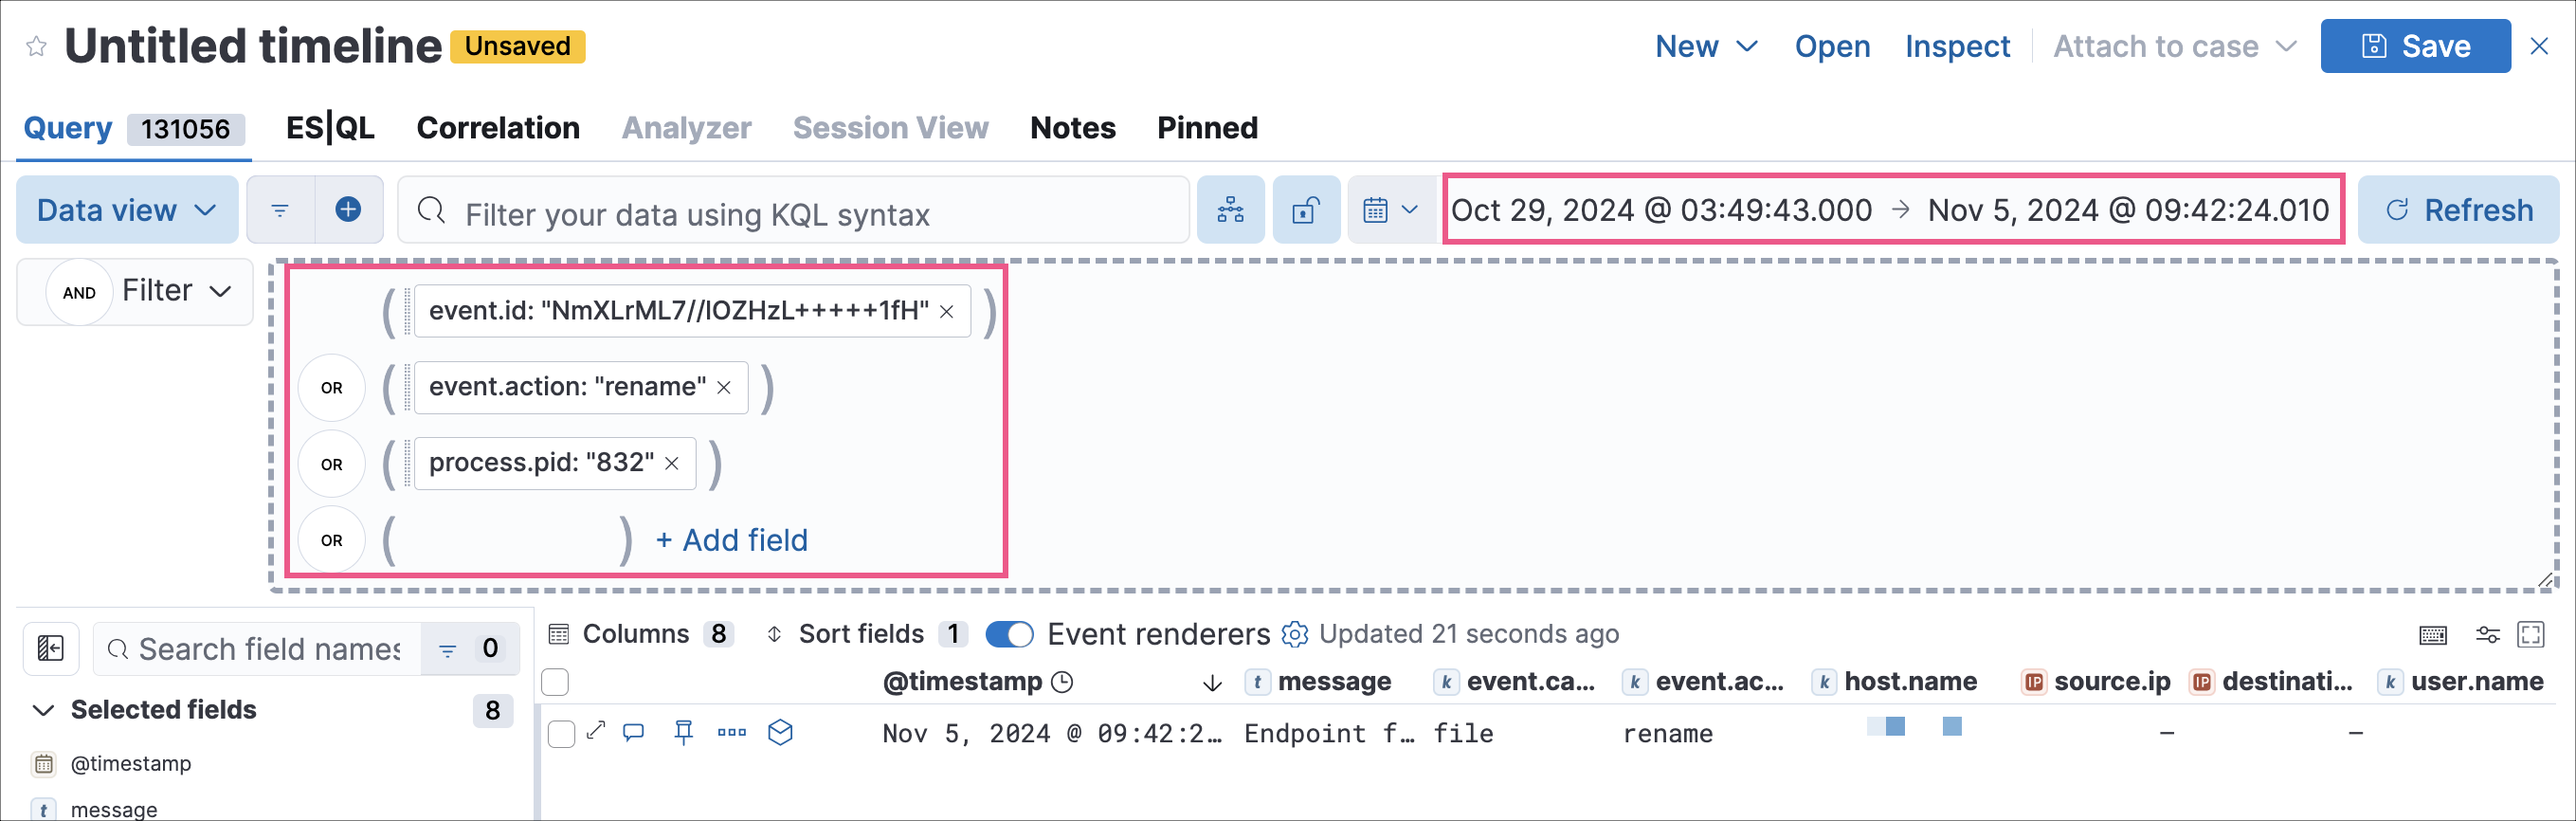 Untitled timeline Unsaved New Open Inspect Attach to case Save
Query 131056 ES|QL Correlation Analyzer Session View Notes Pinned
Data view Filter your data using KQL syntax Oct 29, 2024 @ 03:49:43.000 → Nov 5, 2024 @ 09:42:24.010 Refresh
AND Filter ( event.id: "NmXLrML7//IOZHzL+++++1fH" × )
OR ( event.action: "rename" × )
OR ( process.pid: "832" × )
OR ( ) + Add field
Search field names 0 Columns 8 Sort fields 1 Event renderers Updated 21 seconds ago
@timestamp t message k event.ca... k event.ac... k host.name IP source.ip IP destinati... k user.name
Selected fields 8
Nov 5, 2024 @ 09:42:2... Endpoint f... file rename – –
@timestamp
t message